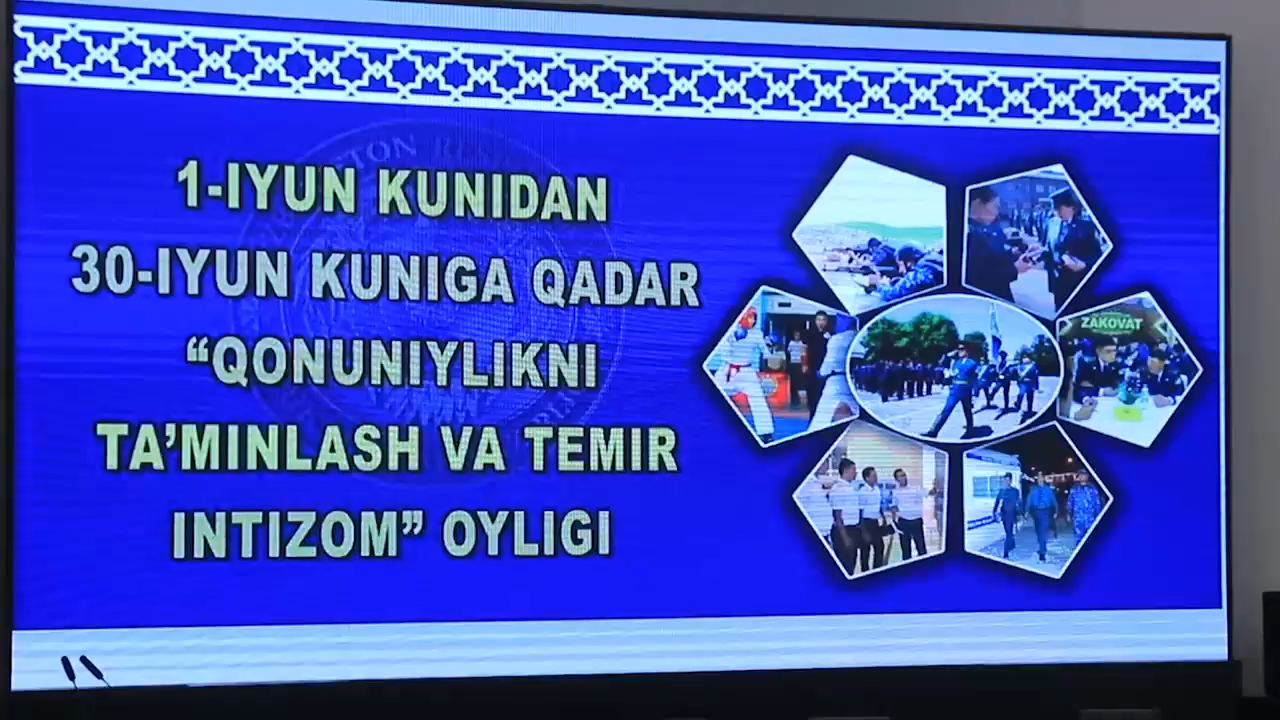 1-IYUN KUNIDAN
30-IYUN KUNIGA QADAR
“QONUNIYLIKNI
TA’MINLASH VA TEMIR
INTIZOM” OYLIGI
ZAKOVAT